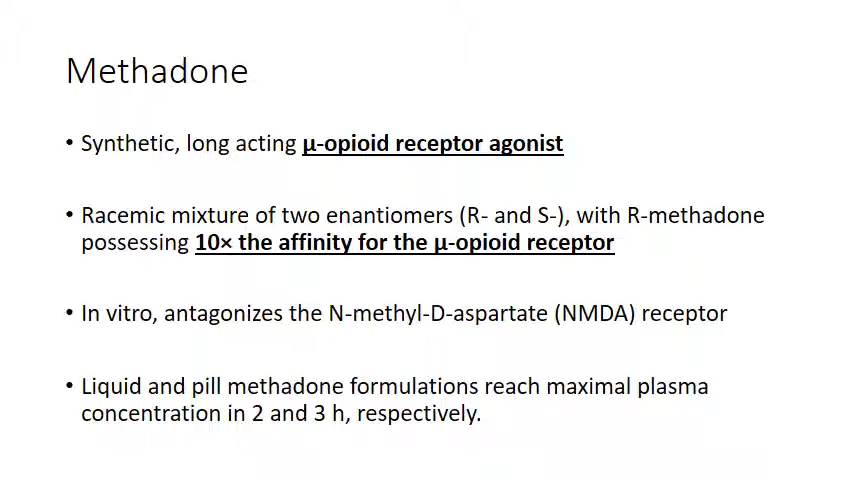 Methadone
• Synthetic, long acting µ-opioid receptor agonist
• Racemic mixture of two enantiomers (R- and S-), with R-methadone
possessing 10× the affinity for the µ-opioid receptor
• In vitro, antagonizes the N-methyl-D-aspartate (NMDA) receptor
• Liquid and pill methadone formulations reach maximal plasma
concentration in 2 and 3 h, respectively.